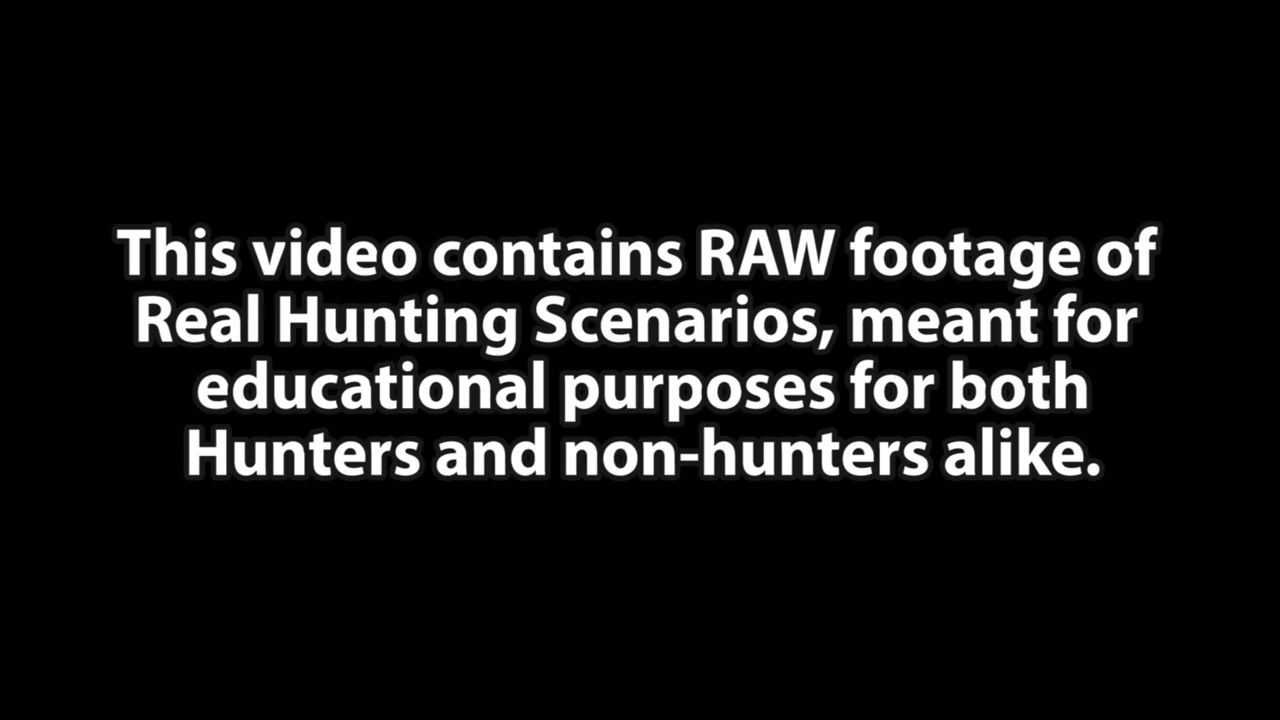 This video contains RAW footage of
Real Hunting Scenarios, meant for
educational purposes for both
Hunters and non-hunters alike.